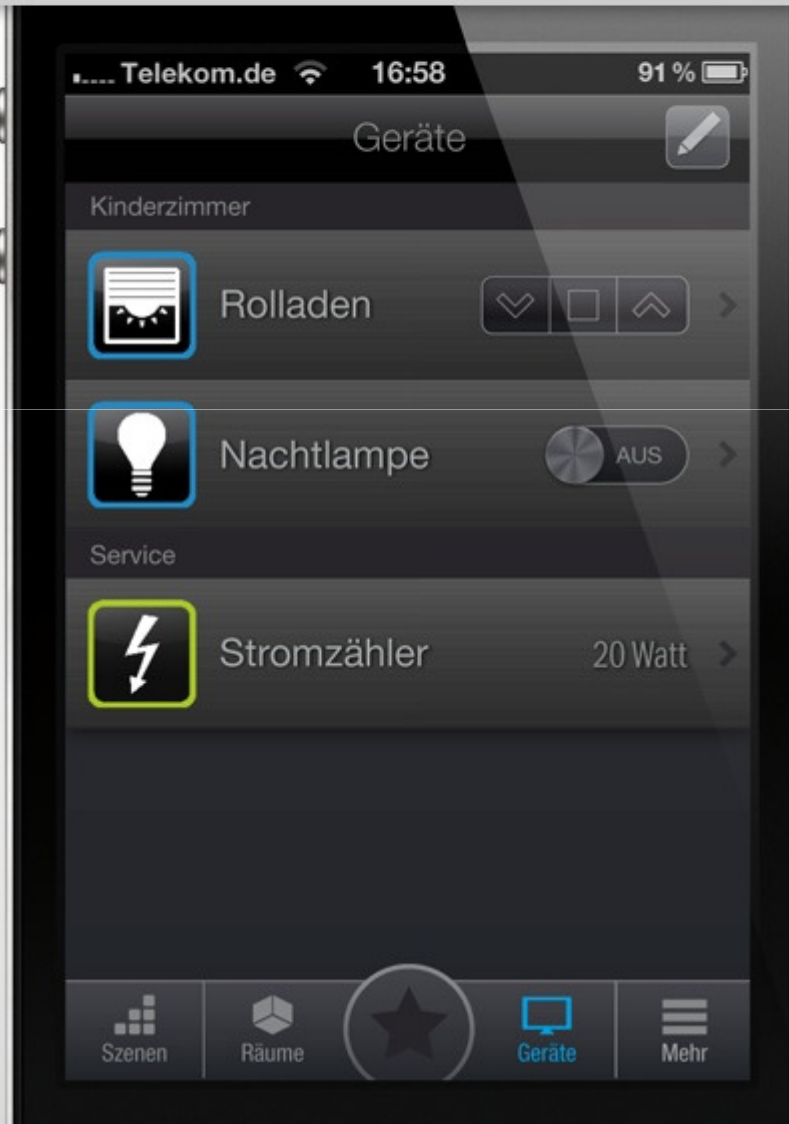 Telekom.de 16:58 91 %
Geräte
Kinderzimmer
Rolladen
Nachtlampe AUS
Service
Stromzähler 20 Watt
Szenen Räume Geräte Mehr